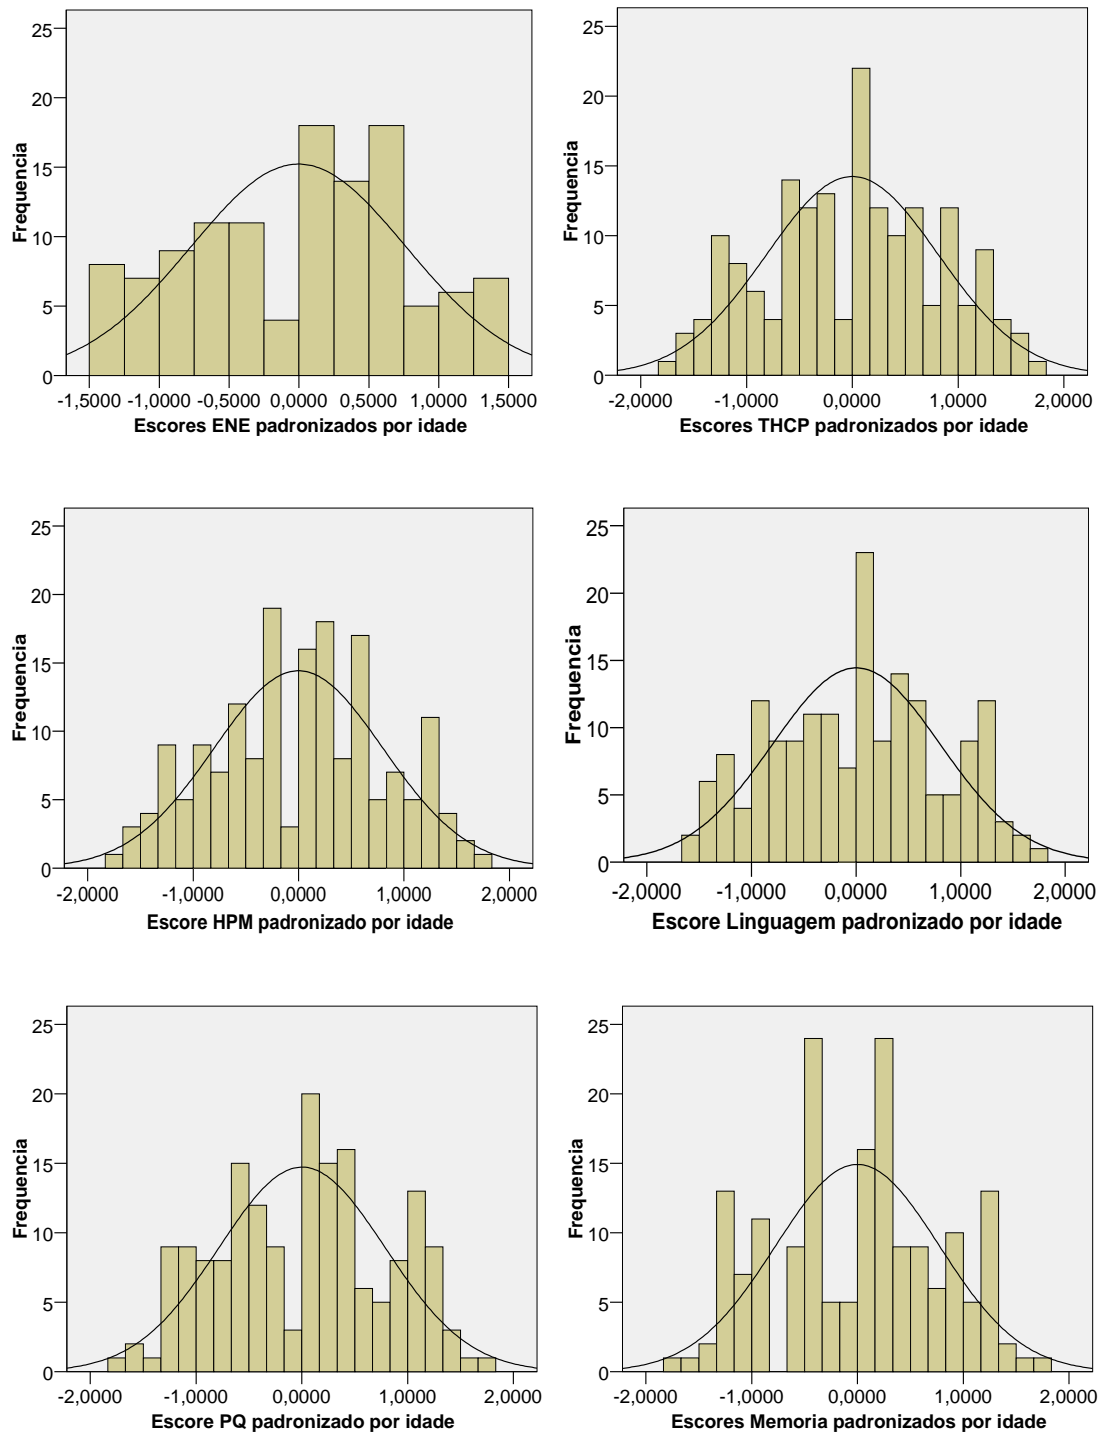 25
20
15
10
5
0
Frequencia
-1,5000 -1,0000 -0,5000 0,0000 0,5000 1,0000 1,5000
Escores ENE padronizados por idade
25
20
15
10
5
0
Frequencia
-2,0000 -1,0000 0,0000 1,0000 2,0000
Escores THCP padronizados por idade
25
20
15
10
5
0
Frequencia
-2,0000 -1,0000 0,0000 1,0000 2,0000
Escore HPM padronizado por idade
25
20
15
10
5
0
Frequencia
-2,0000 -1,0000 0,0000 1,0000 2,0000
Escore Linguagem padronizado por idade
25
20
15
10
5
0
Frequencia
-2,0000 -1,0000 0,0000 1,0000 2,0000
Escore PQ padronizado por idade
25
20
15
10
5
0
Frequencia
-2,0000 -1,0000 0,0000 1,0000 2,0000
Escores Memoria padronizados por idade